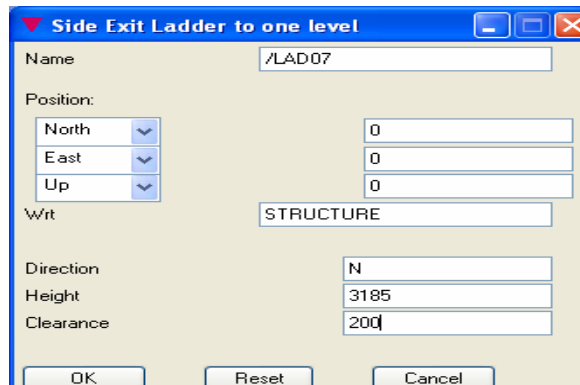 Side Exit Ladder to one level
Name /LAD07
Position:
North 0
East 0
Up 0
Wrt STRUCTURE
Direction N
Height 3185
Clearance 200
OK Reset Cancel